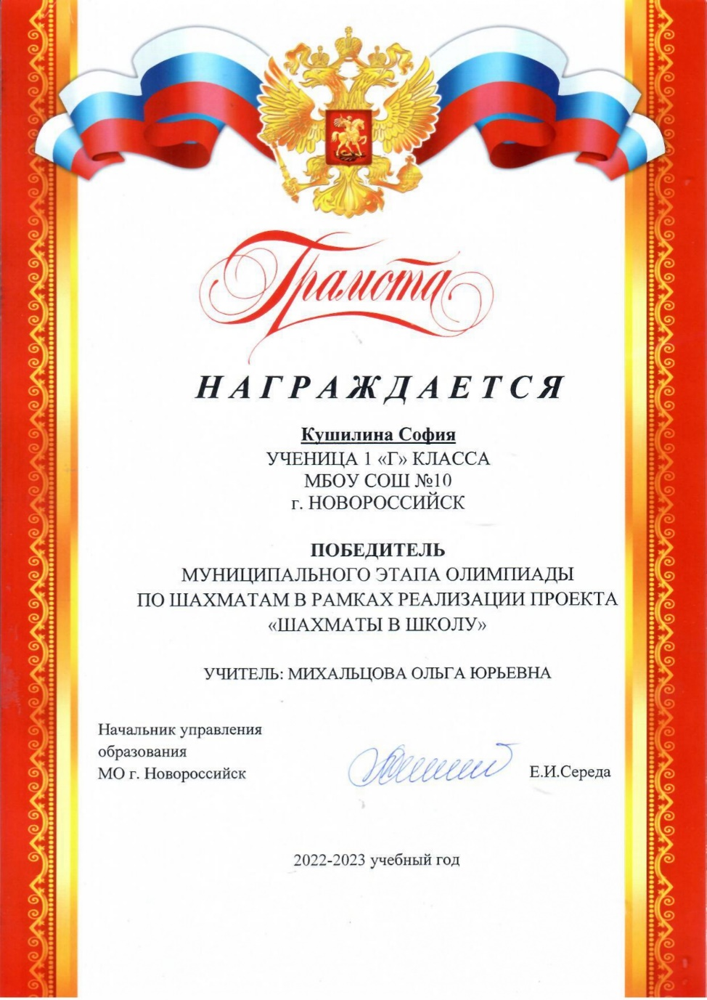 Грамота
НАГРАЖДАЕТСЯ
Кушилина София
УЧЕНИЦА 1 «Г» КЛАССА
МБОУ СОШ №10
г. НОВОРОССИЙСК
ПОБЕДИТЕЛЬ
МУНИЦИПАЛЬНОГО ЭТАПА ОЛИМПИАДЫ
ПО ШАХМАТАМ В РАМКАХ РЕАЛИЗАЦИИ ПРОЕКТА
«ШАХМАТЫ В ШКОЛУ»
УЧИТЕЛЬ: МИХАЛЬЦОВА ОЛЬГА ЮРЬЕВНА
Начальник управления
образования
МО г. Новороссийск
Е.И.Середа
2022-2023 учебный год